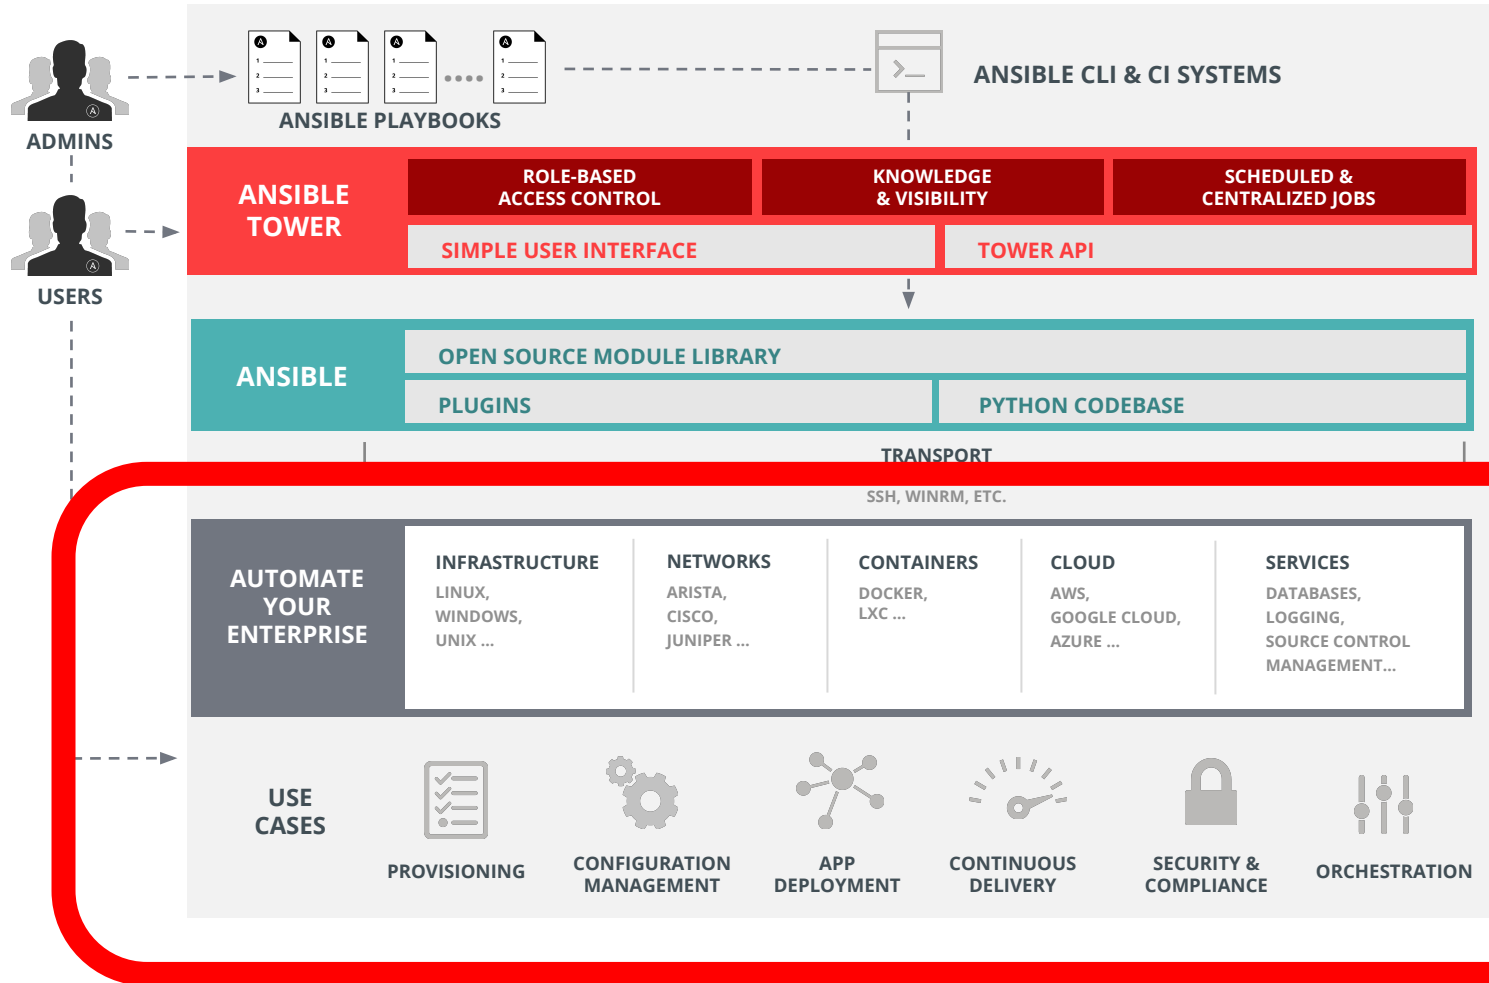 ANSIBLE PLAYBOOKS
ANSIBLE CLI & CI SYSTEMS
ADMINS
USERS
ANSIBLE
TOWER
ROLE-BASED
ACCESS CONTROL
KNOWLEDGE
& VISIBILITY
SCHEDULED &
CENTRALIZED JOBS
SIMPLE USER INTERFACE
TOWER API
ANSIBLE
OPEN SOURCE MODULE LIBRARY
PLUGINS
PYTHON CODEBASE
TRANSPORT
SSH, WINRM, ETC.
AUTOMATE
YOUR
ENTERPRISE
INFRASTRUCTURE
LINUX,
WINDOWS,
UNIX ...
NETWORKS
ARISTA,
CISCO,
JUNIPER ...
CONTAINERS
DOCKER,
LXC ...
CLOUD
AWS,
GOOGLE CLOUD,
AZURE ...
SERVICES
DATABASES,
LOGGING,
SOURCE CONTROL
MANAGEMENT...
USE
CASES
PROVISIONING
CONFIGURATION
MANAGEMENT
APP
DEPLOYMENT
CONTINUOUS
DELIVERY
SECURITY &
COMPLIANCE
ORCHESTRATION